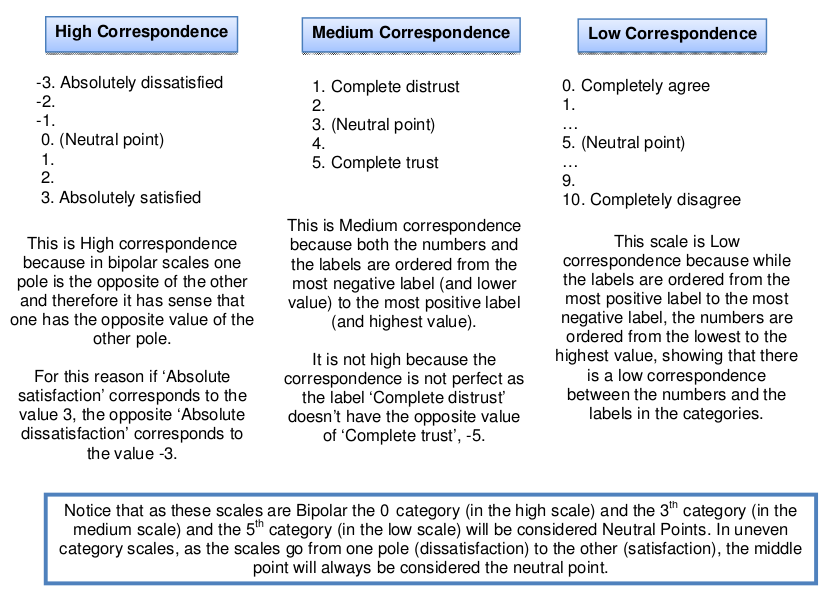 High Correspondence
-3. Absolutely dissatisfied
-2.
-1.
0. (Neutral point)
1.
2.
3. Absolutely satisfied
This is High correspondence
because in bipolar scales one
pole is the opposite of the other
and therefore it has sense that
one has the opposite value of the
other pole.
For this reason if ‘Absolute
satisfaction’ corresponds to the
value 3, the opposite ‘Absolute
dissatisfaction’ corresponds to
the value -3.
Medium Correspondence
1. Complete distrust
2.
3. (Neutral point)
4.
5. Complete trust
This is Medium correspondence
because both the numbers and
the labels are ordered from the
most negative label (and lower
value) to the most positive label
(and highest value).
It is not high because the
correspondence is not perfect as
the label ‘Complete distrust’
doesn’t have the opposite value
of ‘Complete trust’, -5.
Low Correspondence
0. Completely agree
1.
…
5. (Neutral point)
…
9.
10. Completely disagree
This scale is Low
correspondence because while
the labels are ordered from the
most positive label to the most
negative label, the numbers are
ordered from the lowest to the
highest value, showing that there
is a low correspondence
between the numbers and the
labels in the categories.
Notice that as these scales are Bipolar the 0 category (in the high scale) and the 3th category (in the
medium scale) and the 5th category (in the low scale) will be considered Neutral Points. In uneven
category scales, as the scales go from one pole (dissatisfaction) to the other (satisfaction), the middle
point will always be considered the neutral point.